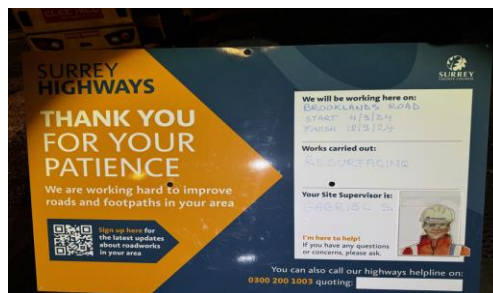 SURREY
HIGHWAYS
SURREY
COUNTY COUNCIL
THANK YOU
FOR YOUR
PATIENCE
We are working hard to improve
roads and footpaths in your area
Sign up here for
the latest updates
about roadworks
in your area
We will be working here on:
BROOKLANDS ROAD
START 4/3/24
FINISH 18/3/24
Works carried out:
RESURFACING
Your Site Supervisor is:
GABRIEL
I'm here to help!
If you have any questions
or concerns, please ask.
You can also call our highways helpline on:
0300 200 1003 quoting: